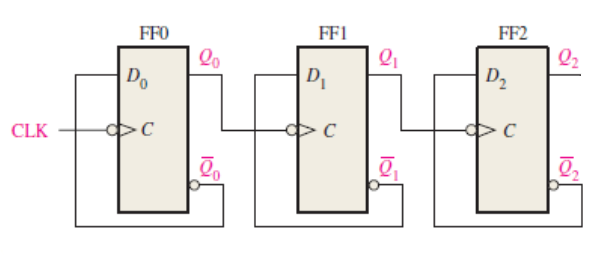 FF0 FF1 FF2
Q₀ Q₁ Q₂
D₀ D₁ D₂
CLK C C C
Q̅₀ Q̅₁ Q̅₂